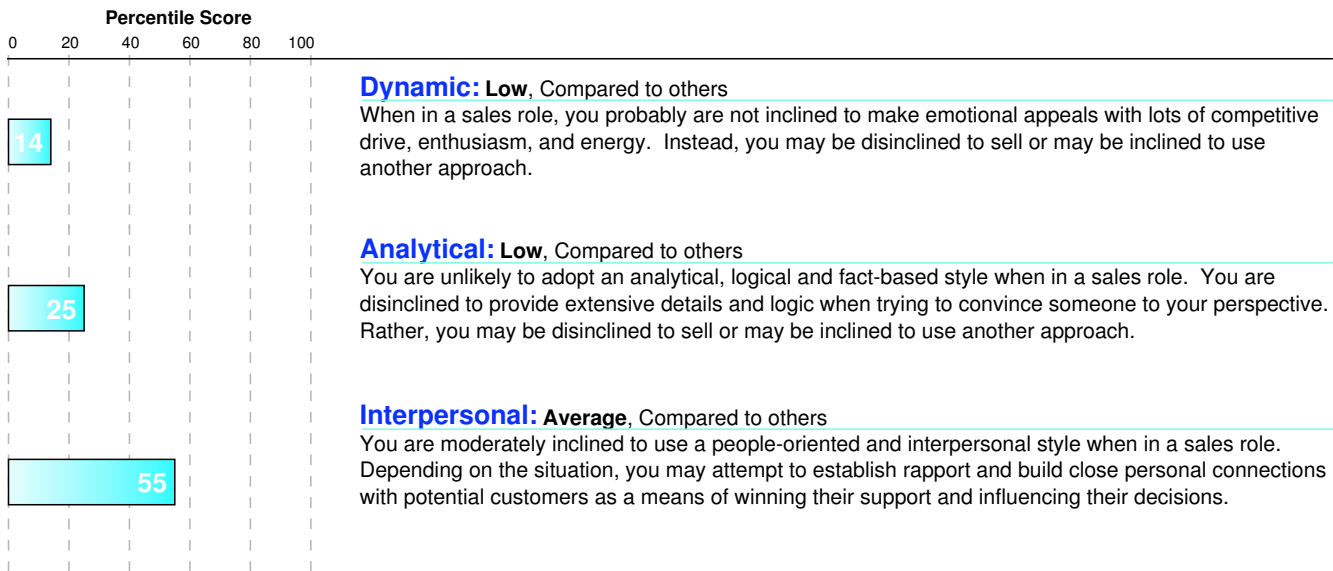 Percentile Score
0 20 40 60 80 100
Dynamic: Low, Compared to others
When in a sales role, you probably are not inclined to make emotional appeals with lots of competitive
drive, enthusiasm, and energy.  Instead, you may be disinclined to sell or may be inclined to use
another approach.
14
Analytical: Low, Compared to others
You are unlikely to adopt an analytical, logical and fact-based style when in a sales role.  You are
disinclined to provide extensive details and logic when trying to convince someone to your perspective.
Rather, you may be disinclined to sell or may be inclined to use another approach.
25
Interpersonal: Average, Compared to others
You are moderately inclined to use a people-oriented and interpersonal style when in a sales role.
Depending on the situation, you may attempt to establish rapport and build close personal connections
with potential customers as a means of winning their support and influencing their decisions.
55